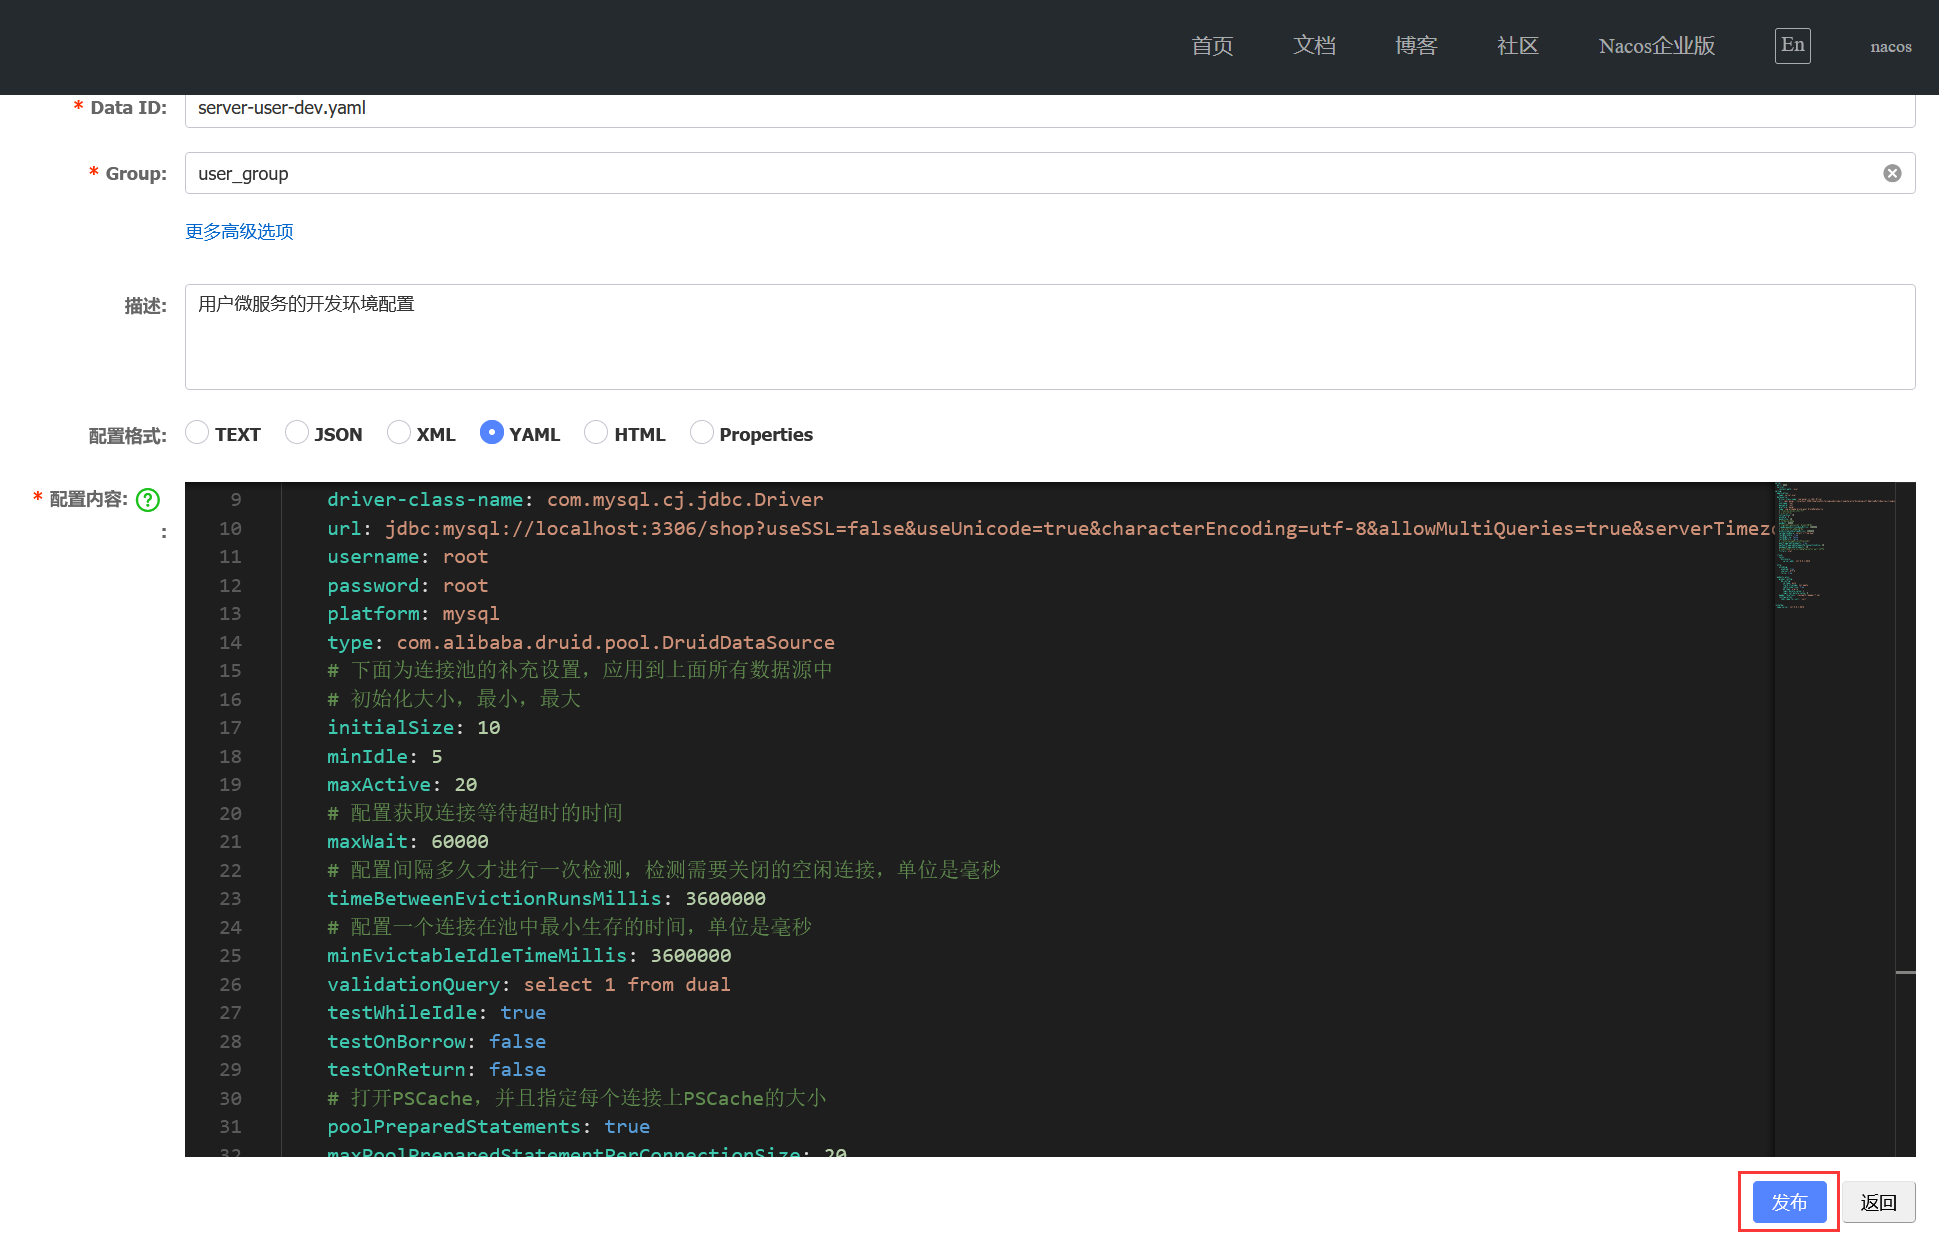 首页 文档 博客 社区 Nacos企业版 En nacos
* Data ID: server-user-dev.yaml
* Group: user_group
更多高级选项
描述: 用户微服务的开发环境配置
配置格式: TEXT JSON XML YAML HTML Properties
* 配置内容: ? :
9 driver-class-name: com.mysql.cj.jdbc.Driver
10 url: jdbc:mysql://localhost:3306/shop?useSSL=false&useUnicode=true&characterEncoding=utf-8&allowMultiQueries=true&serverTimez
11 username: root
12 password: root
13 platform: mysql
14 type: com.alibaba.druid.pool.DruidDataSource
15 # 下面为连接池的补充设置，应用到上面所有数据源中
16 # 初始化大小，最小，最大
17 initialSize: 10
18 minIdle: 5
19 maxActive: 20
20 # 配置获取连接等待超时的时间
21 maxWait: 60000
22 # 配置间隔多久才进行一次检测，检测需要关闭的空闲连接，单位是毫秒
23 timeBetweenEvictionRunsMillis: 3600000
24 # 配置一个连接在池中最小生存的时间，单位是毫秒
25 minEvictableIdleTimeMillis: 3600000
26 validationQuery: select 1 from dual
27 testWhileIdle: true
28 testOnBorrow: false
29 testOnReturn: false
30 # 打开PSCache，并且指定每个连接上PSCache的大小
31 poolPreparedStatements: true
32 maxPoolPreparedStatementPerConnectionSize: 20
发布 返回